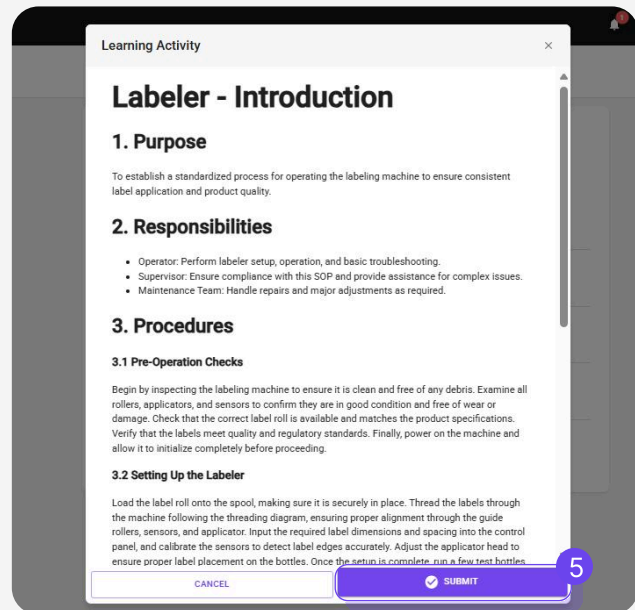 1
Learning Activity
×
Labeler - Introduction
1. Purpose
To establish a standardized process for operating the labeling machine to ensure consistent
label application and product quality.
2. Responsibilities
• Operator: Perform labeler setup, operation, and basic troubleshooting.
• Supervisor: Ensure compliance with this SOP and provide assistance for complex issues.
• Maintenance Team: Handle repairs and major adjustments as required.
3. Procedures
3.1 Pre-Operation Checks
Begin by inspecting the labeling machine to ensure it is clean and free of any debris. Examine all
rollers, applicators, and sensors to confirm they are in good condition and free of wear or
damage. Check that the correct label roll is available and matches the product specifications.
Verify that the labels meet quality and regulatory standards. Finally, power on the machine and
allow it to initialize completely before proceeding.
3.2 Setting Up the Labeler
Load the label roll onto the spool, making sure it is securely in place. Thread the labels through
the machine following the threading diagram, ensuring proper alignment through the guide
rollers, sensors, and applicator. Input the required label dimensions and spacing into the control
panel, and calibrate the sensors to detect label edges accurately. Adjust the applicator head to
ensure proper label placement on the bottles. Once the setup is complete, run a few test bottles
5
CANCEL
SUBMIT